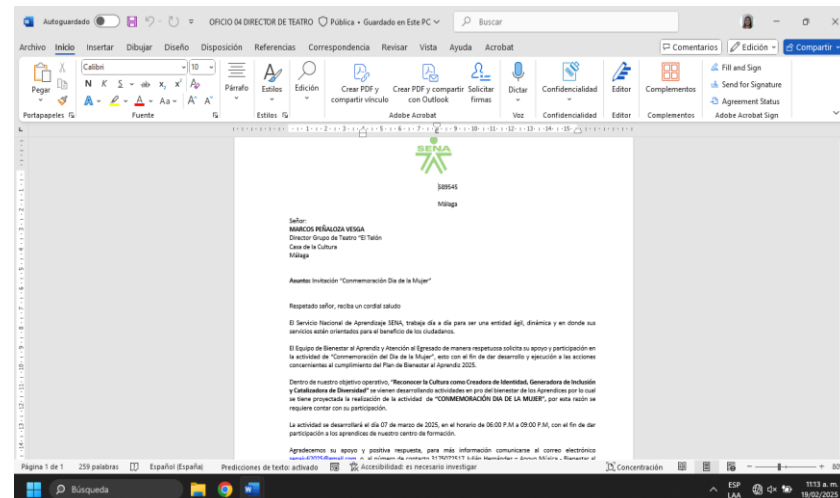 Autoguardado OFICIO 04 DIRECTOR DE TEATRO Pública • Guardado en Este PC Buscar
Archivo Inicio Insertar Dibujar Diseño Disposición Referencias Correspondencia Revisar Vista Ayuda Acrobat Comentarios Edición Compartir
Calibri 10 Fill and Sign
Pegar N K S ab x, x² Párrafo Estilos Edición Crear PDF y compartir vínculo Crear PDF y compartir con Outlook Solicitar firmas Dictar Confidencialidad Editor Complementos Send for Signature
A Aa A A Agreement Status
Portapapeles Fuente Estilos Adobe Acrobat Voz Confidencialidad Editor Complementos Adobe Acrobat Sign
SENA
589545
Málaga
Señor:
MARCOS PEÑALOZA VESGA
Director Grupo de Teatro "El Telón
Casa de la Cultura
Málaga
Asunto: Invitación "Conmemoración Dia de la Mujer"
Respetado señor, reciba un cordial saludo
El Servicio Nacional de Aprendizaje SENA, trabaja día a día para ser una entidad ágil, dinámica y en donde sus
servicios están orientados para el beneficio de los ciudadanos.
El Equipo de Bienestar al Aprendiz y Atención al Egresado de manera respetuosa solicita su apoyo y participación en
la actividad de "Conmemoración del Día de la Mujer", esto con el fin de dar desarrollo y ejecución a las acciones
concernientes al cumplimiento del Plan de Bienestar al Aprendiz 2025.
Dentro de nuestro objetivo operativo, "Reconocer la Cultura como Creadora de Identidad, Generadora de Inclusión
y Catalizadora de Diversidad" se vienen desarrollando actividades en pro del bienestar de los Aprendices por lo cual
se tiene proyectada la realización de la actividad de "CONMEMORACIÓN DIA DE LA MUJER", por esta razón se
requiere contar con su participación.
La actividad se desarrollará el día 07 de marzo de 2025, en el horario de 06:00 P.M a 09:00 P.M, con el fin de dar
participación a los aprendices de nuestro centro de formación.
Agradecemos su apoyo y positiva respuesta, para más información comunicarse al correo electrónico
Página 1 de 1 259 palabras Español (España) Predicciones de texto: activado Accesibilidad: es necesario investigar Concentración
Búsqueda ESP LAA 11:13 a. m. 19/02/2025